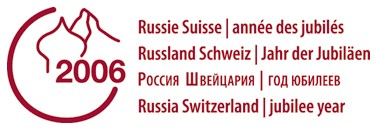 2006
Russie Suisse | année des jubilés
Russland Schweiz | Jahr der Jubiläen
Россия Швейцария | год юбилеев
Russia Switzerland | jubilee year